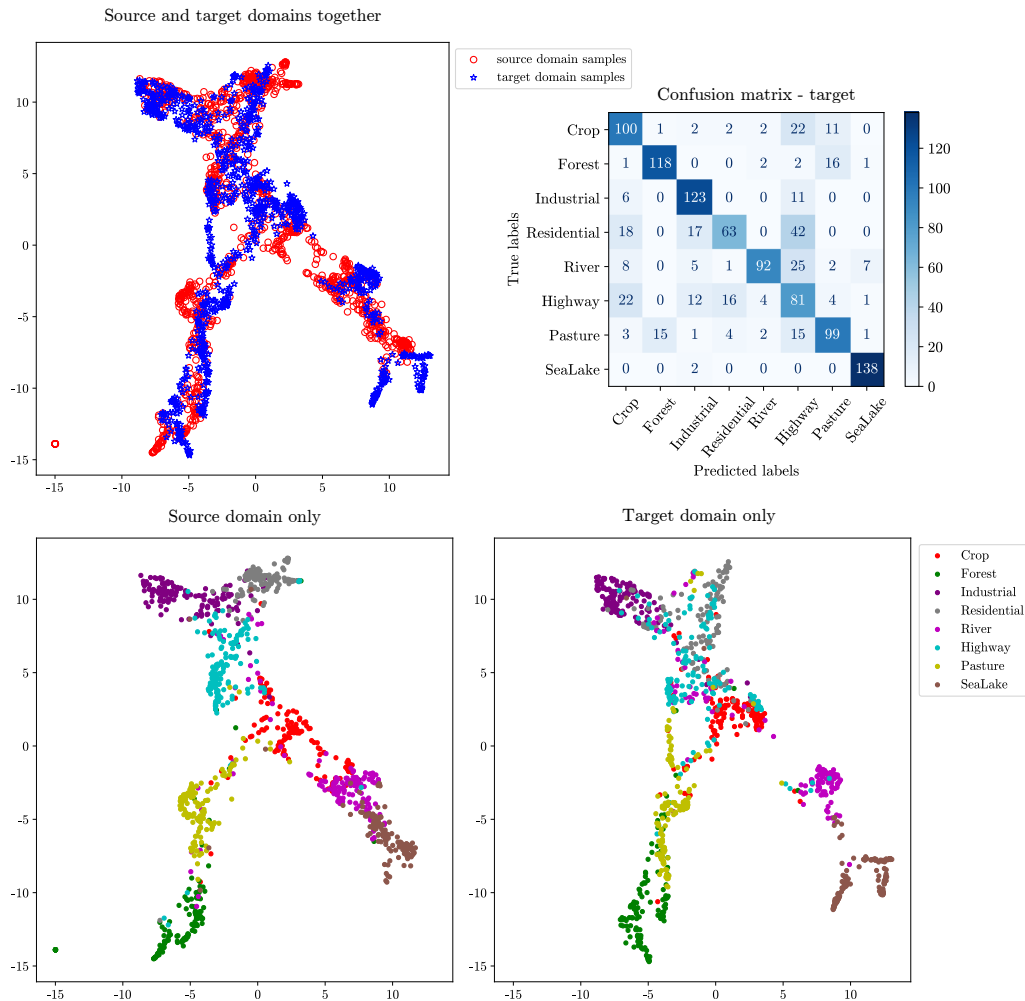 Source and target domains together
source domain samples
target domain samples
10
5
0
-5
-10
-15
-15
-10
-5
0
5
10
Confusion matrix - target
True labels
Crop 100 1 2 2 2 22 11 0
Forest 1 118 0 0 2 2 16 1
Industrial 6 0 123 0 0 11 0 0
Residential 18 0 17 63 0 42 0 0
River 8 0 5 1 92 25 2 7
Highway 22 0 12 16 4 81 4 1
Pasture 3 15 1 4 2 15 99 1
SeaLake 0 0 2 0 0 0 0 138
Crop Forest Industrial Residential River Highway Pasture SeaLake
Predicted labels
120
100
80
60
40
20
0
Source domain only
10
5
0
-5
-10
-15
-15
-10
-5
0
5
10
Target domain only
10
5
0
-5
-10
-15
-15
-10
-5
0
5
10
Crop
Forest
Industrial
Residential
River
Highway
Pasture
SeaLake